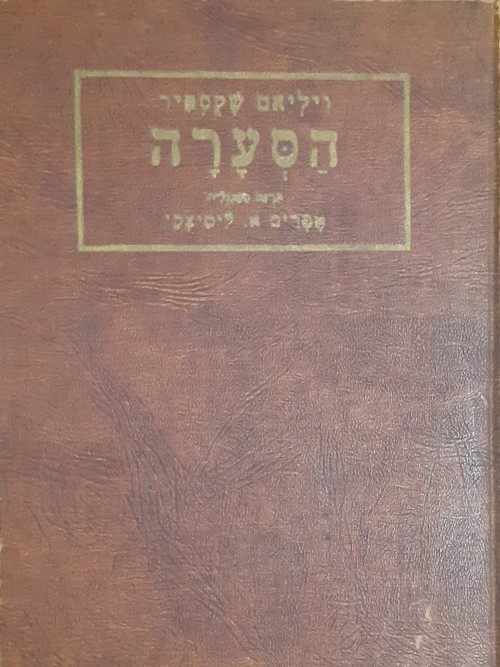 ויליאם שקספיר
הַסְּעָרָה
תרגם מאנגלית
אפרים א. ליסיצקי